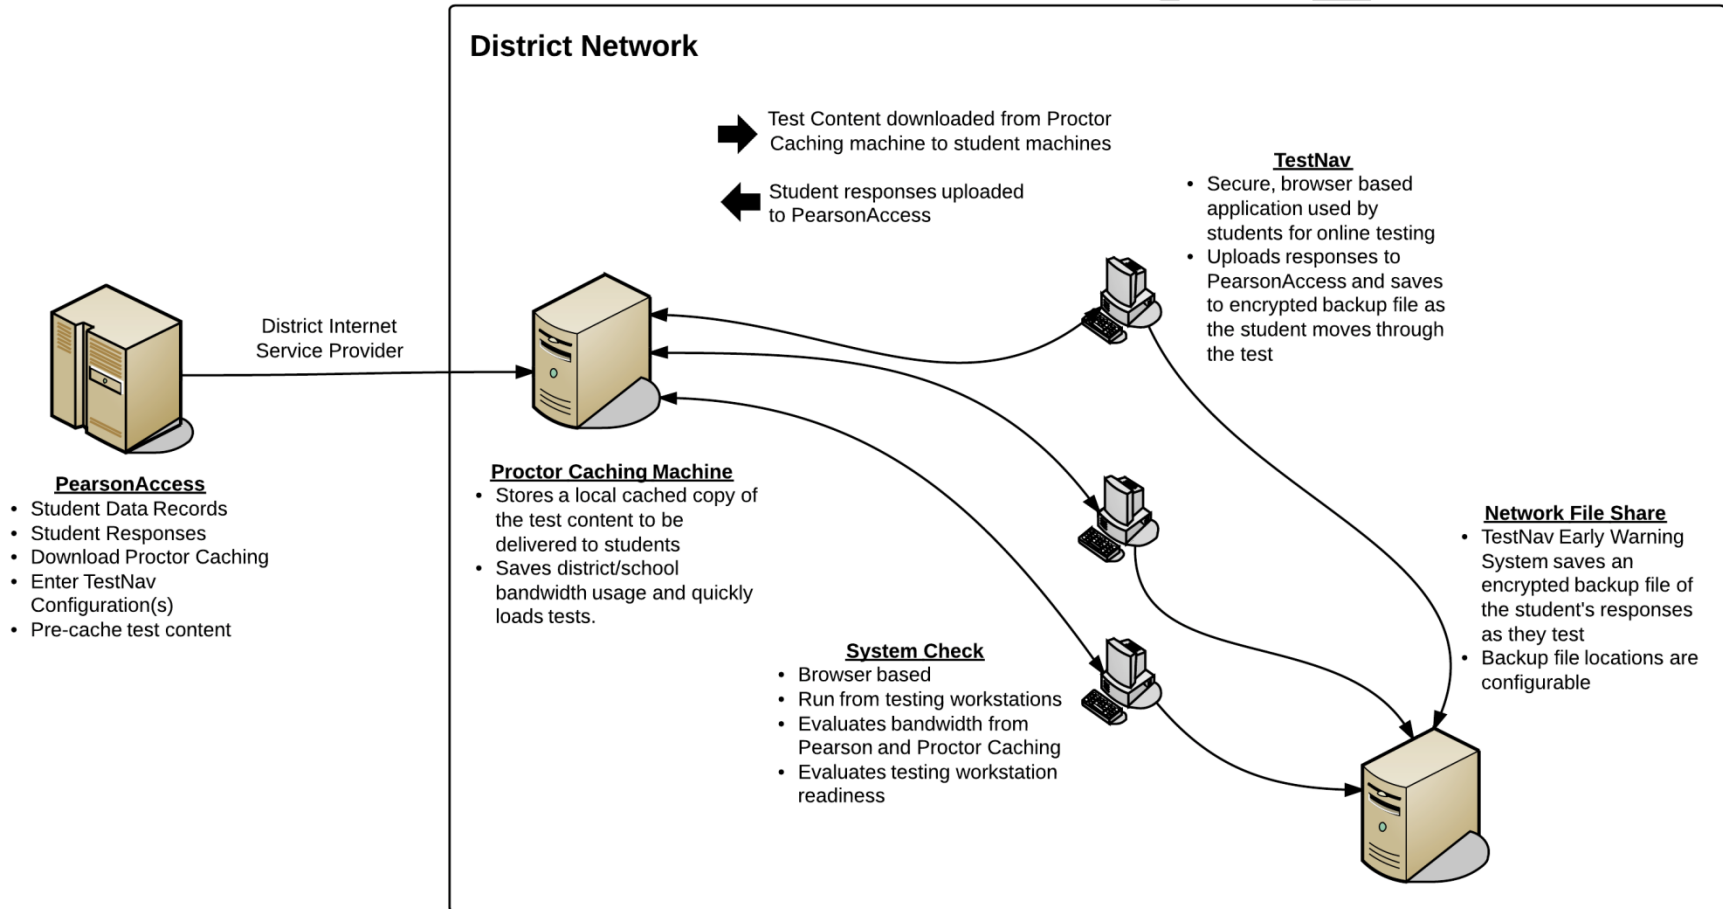 District Network
Test Content downloaded from Proctor
Caching machine to student machines
Student responses uploaded
to PearsonAccess
TestNav
• Secure, browser based
application used by
students for online testing
• Uploads responses to
PearsonAccess and saves
to encrypted backup file as
the student moves through
the test
District Internet
Service Provider
PearsonAccess
• Student Data Records
• Student Responses
• Download Proctor Caching
• Enter TestNav
Configuration(s)
• Pre-cache test content
Proctor Caching Machine
• Stores a local cached copy of
the test content to be
delivered to students
• Saves district/school
bandwidth usage and quickly
loads tests.
System Check
• Browser based
• Run from testing workstations
• Evaluates bandwidth from
Pearson and Proctor Caching
• Evaluates testing workstation
readiness
Network File Share
• TestNav Early Warning
System saves an
encrypted backup file of
the student's responses
as they test
• Backup file locations are
configurable